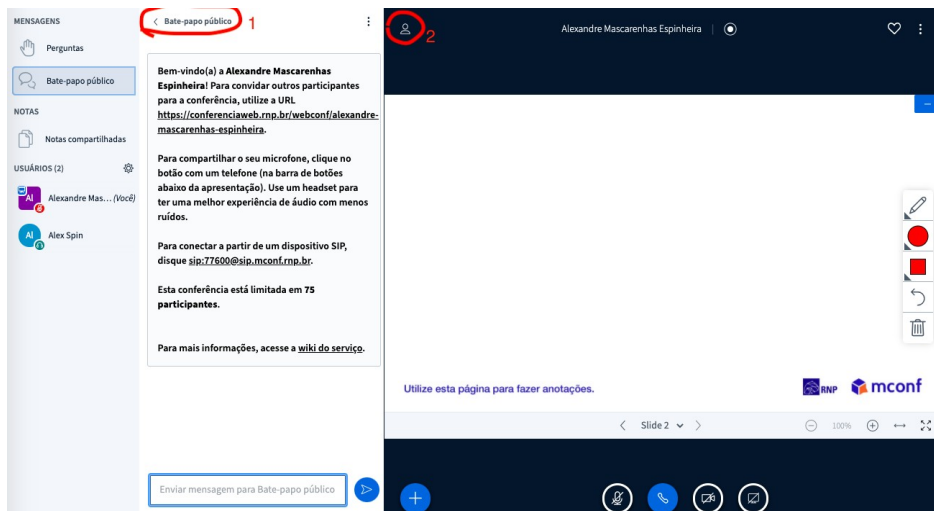 MENSAGENS
Perguntas
Bate-papo público
NOTAS
Notas compartilhadas
USUÁRIOS (2)
AI
Alexandre Mas... (Você)
AI
Alex Spin
Bate-papo público
1
Bem-vindo(a) a Alexandre Mascarenhas
Espinheira! Para convidar outros participantes
para a conferência, utilize a URL
https://conferenciaweb.rnp.br/webconf/alexandre-
mascarenhas-espinheira.
Para compartilhar o seu microfone, clique no
botão com um telefone (na barra de botões
abaixo da apresentação). Use um headset para
ter uma melhor experiência de áudio com menos
ruídos.
Para conectar a partir de um dispositivo SIP,
disque sip:77600@sip.mconf.rnp.br.
Esta conferência está limitada em 75
participantes.
Para mais informações, acesse a wiki do serviço.
Enviar mensagem para Bate-papo público
2
Alexandre Mascarenhas Espinheira
Utilize esta página para fazer anotações.
RNP
mconf
Slide 2
100%